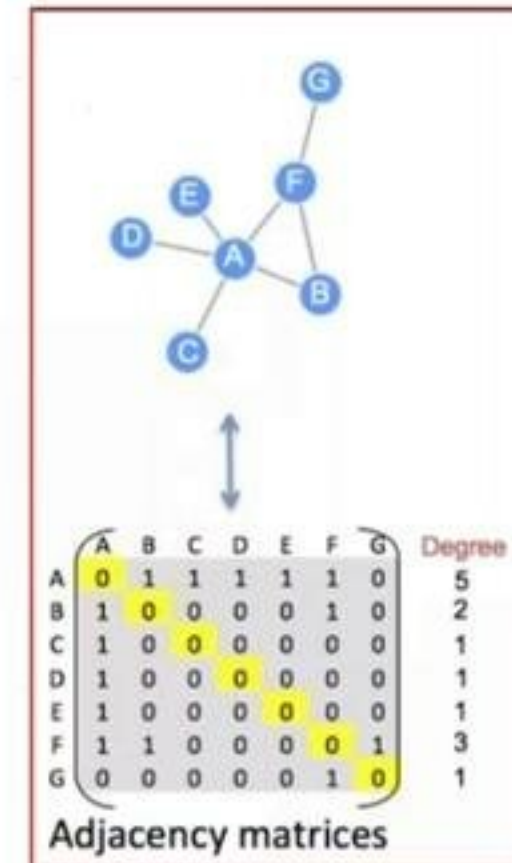 G
F
E
D
A
B
C
A B C D E F G Degree
A 0 1 1 1 1 1 0 5
B 1 0 0 0 0 1 0 2
C 1 0 0 0 0 0 0 1
D 1 0 0 0 0 0 0 1
E 1 0 0 0 0 0 0 1
F 1 1 0 0 0 0 1 3
G 0 0 0 0 0 1 0 1
Adjacency matrices